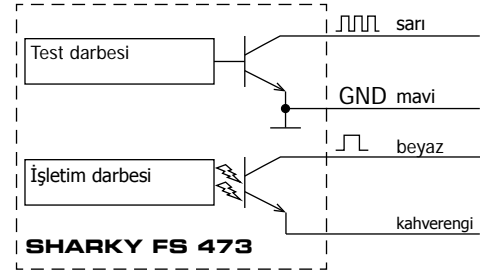 sarı
Test darbesi
GND mavi
beyaz
İşletim darbesi
kahverengi
SHARKY FS 473